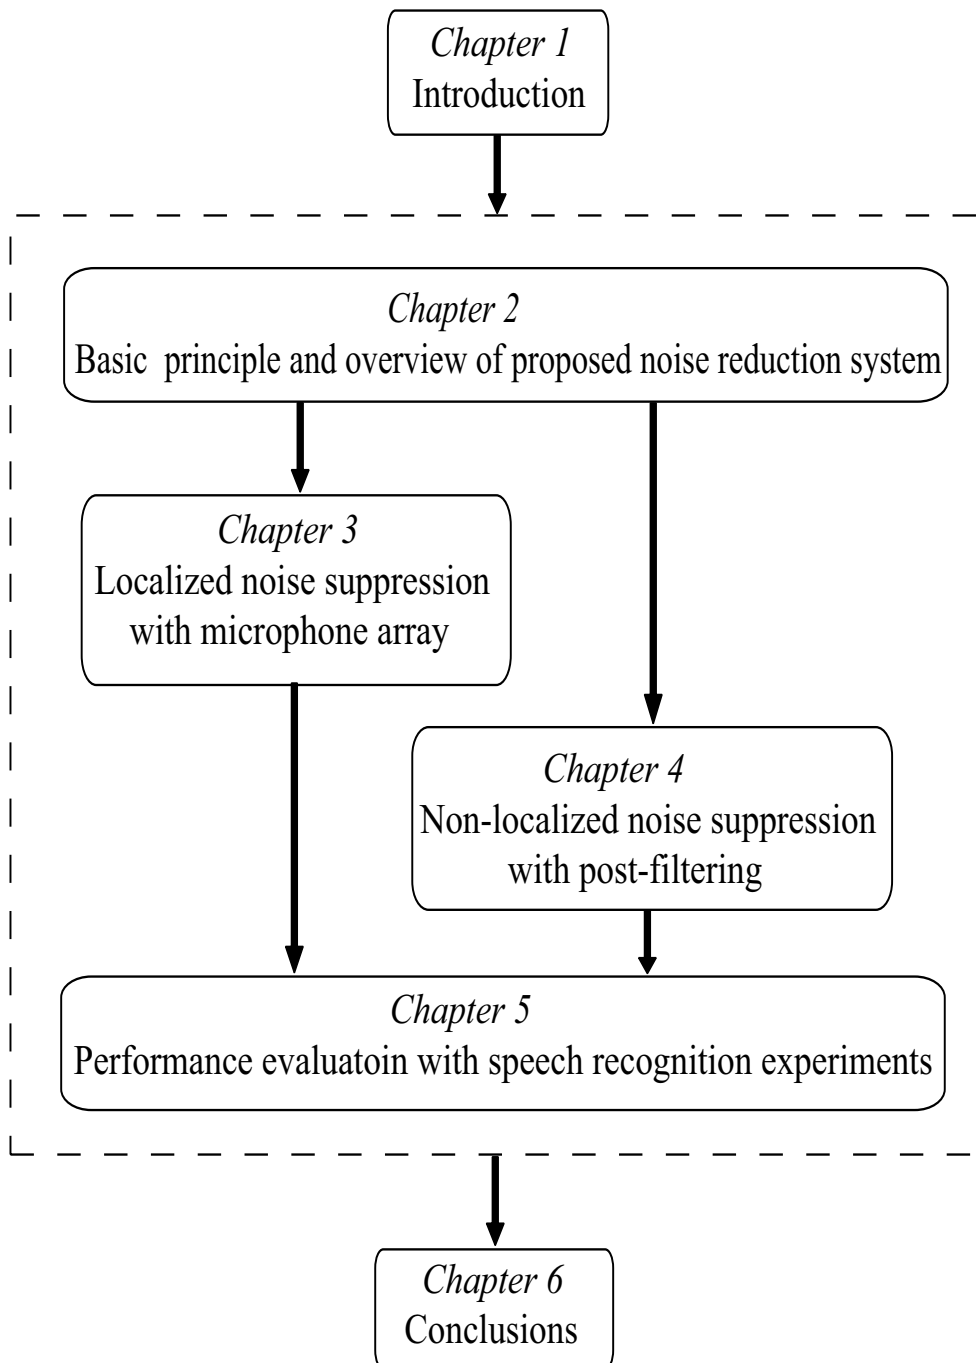 Chapter 1
Introduction
Chapter 2
Basic principle and overview of proposed noise reduction system
Chapter 3
Localized noise suppression
with microphone array
Chapter 4
Non-localized noise suppression
with post-filtering
Chapter 5
Performance evaluatoin with speech recognition experiments
Chapter 6
Conclusions